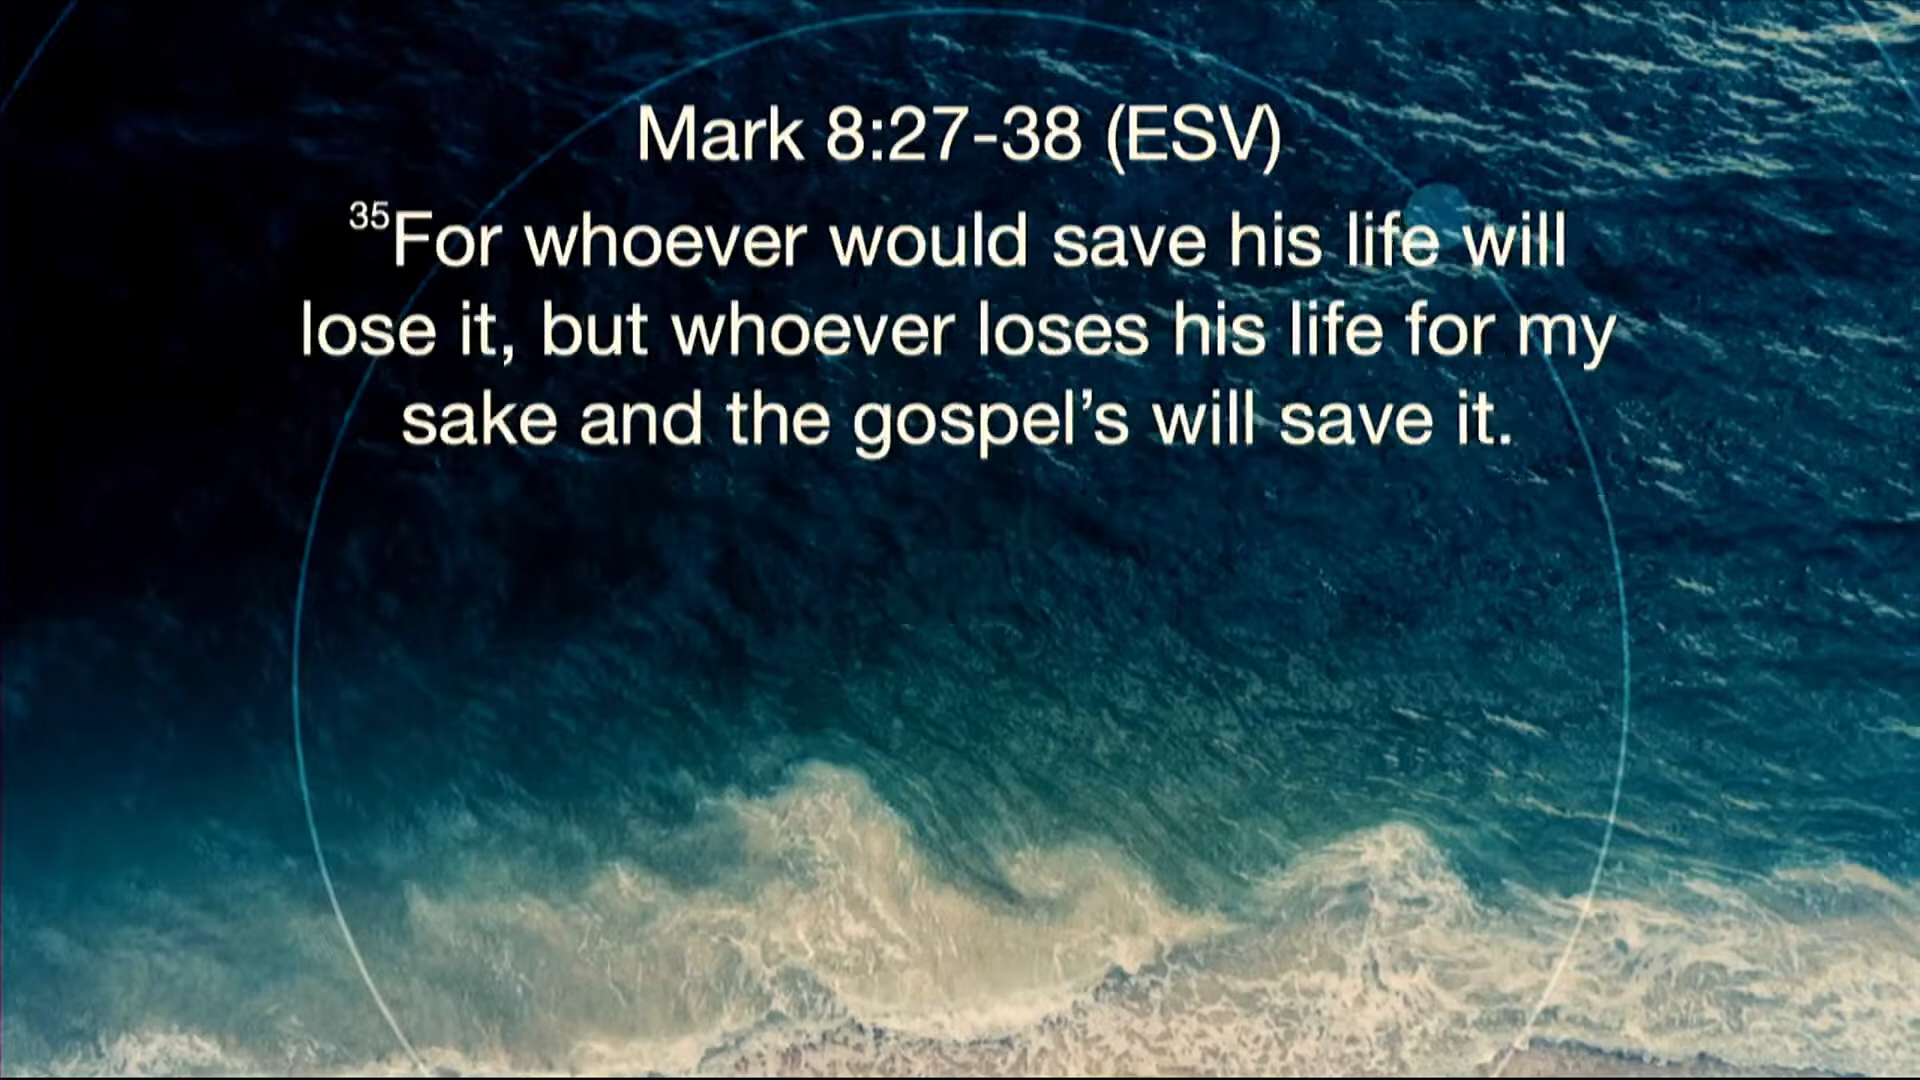 Mark 8:27-38 (ESV)
35For whoever would save his life will
lose it, but whoever loses his life for my
sake and the gospel’s will save it.